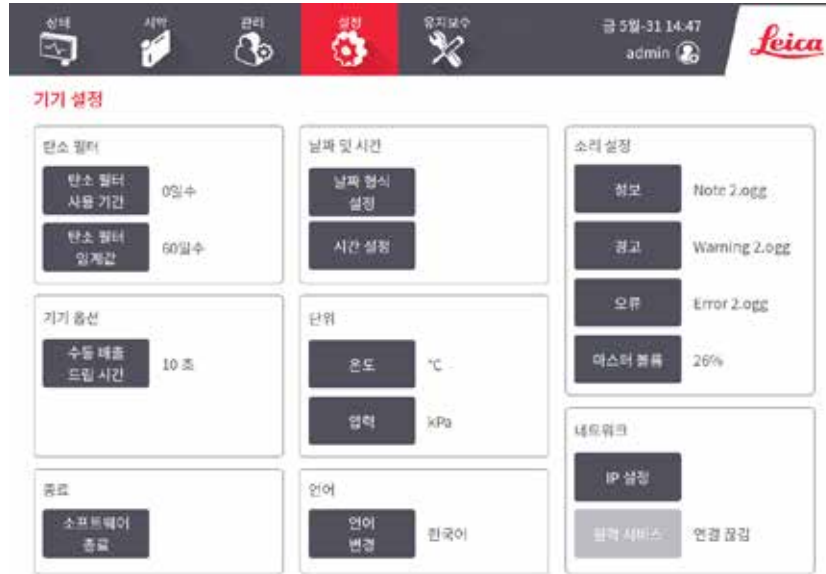 상태
시약
관리
설정
유지보수
금 5월-31 14:47
admin
Leica
기기 설정
탄소 필터
탄소 필터
사용 기간
0일수
탄소 필터
임계값
60일수
날짜 및 시간
날짜 형식
설정
시간 설정
소리 설정
정보
Note 2.ogg
경고
Warning 2.ogg
오류
Error 2.ogg
마스터 볼륨
26%
기기 옵션
수동 배출
드립 시간
10 초
단위
온도
°C
압력
kPa
네트워크
IP 설정
원격 서비스
연결 끊김
종료
소프트웨어
종료
언어
언어
변경
한국어